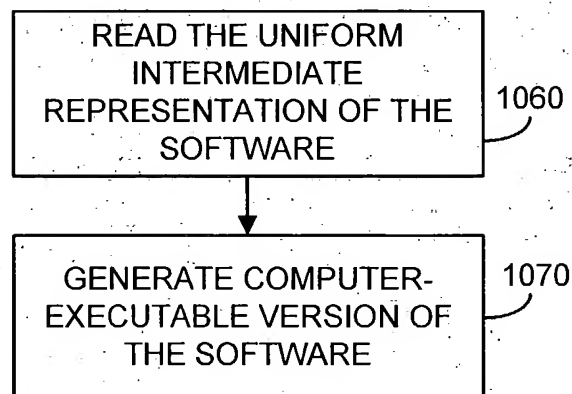 READ THE UNIFORM
INTERMEDIATE
REPRESENTATION OF THE
SOFTWARE
1060
GENERATE COMPUTER-
EXECUTABLE VERSION OF
THE SOFTWARE
1070